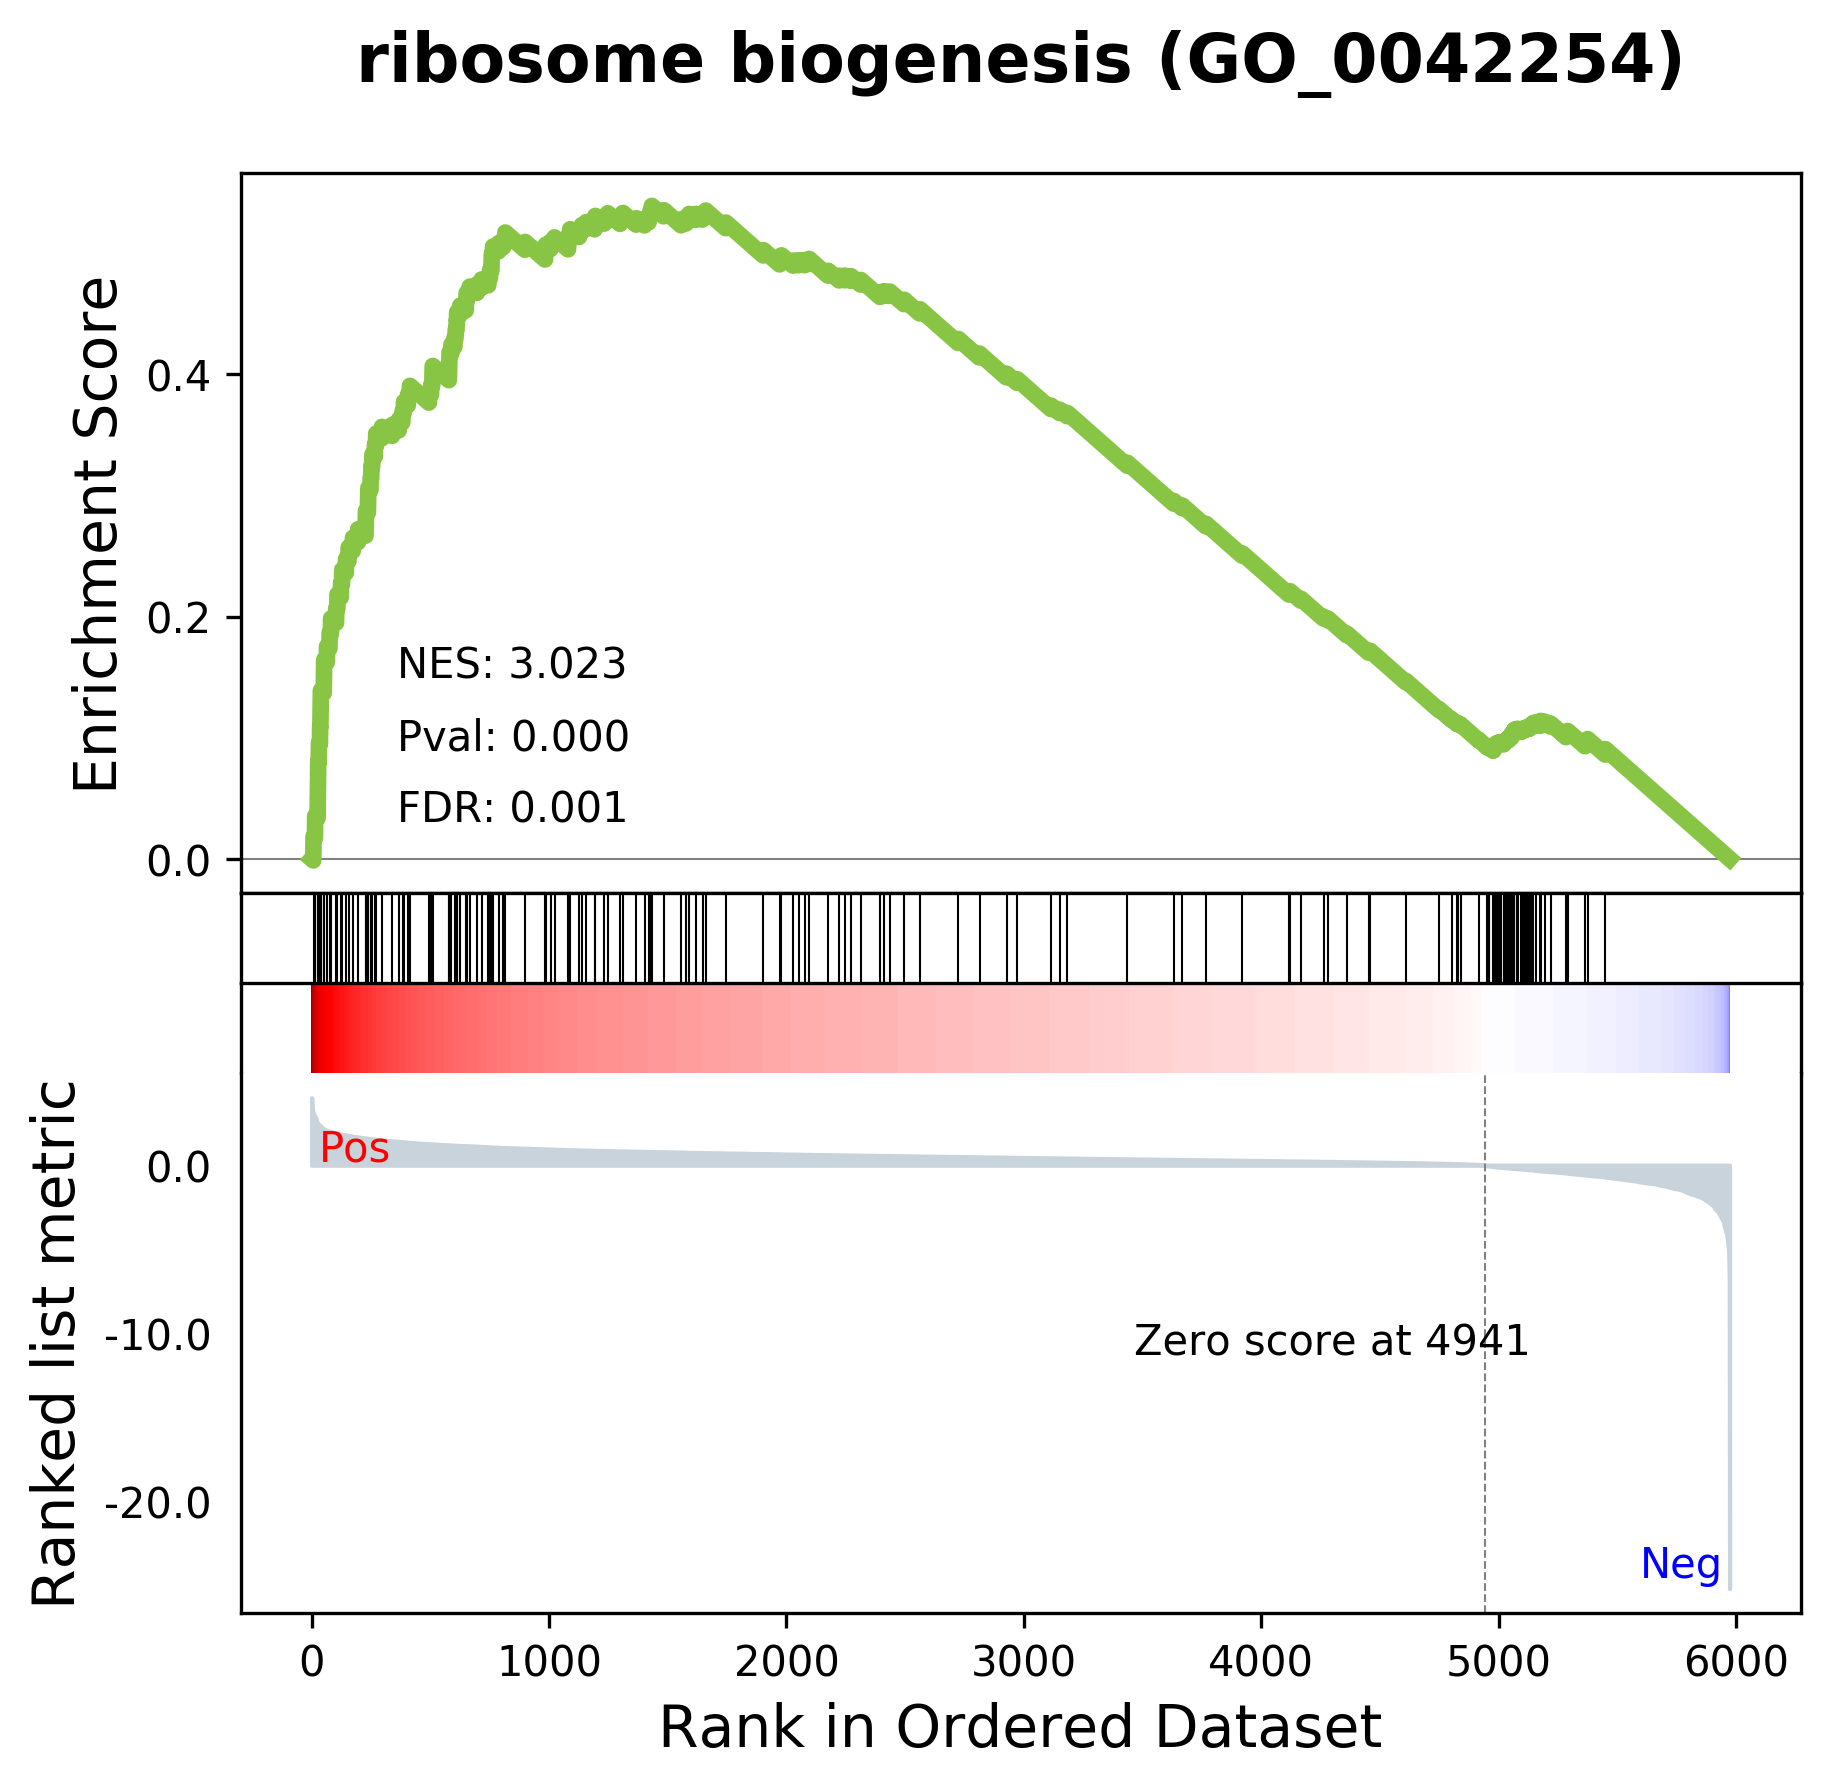 ribosome biogenesis (GO_0042254)
Enrichment Score
0.4
0.2
0.0
NES: 3.023
Pval: 0.000
FDR: 0.001
Ranked list metric
0.0
-10.0
-20.0
Pos
Zero score at 4941
Neg
0 1000 2000 3000 4000 5000 6000
Rank in Ordered Dataset